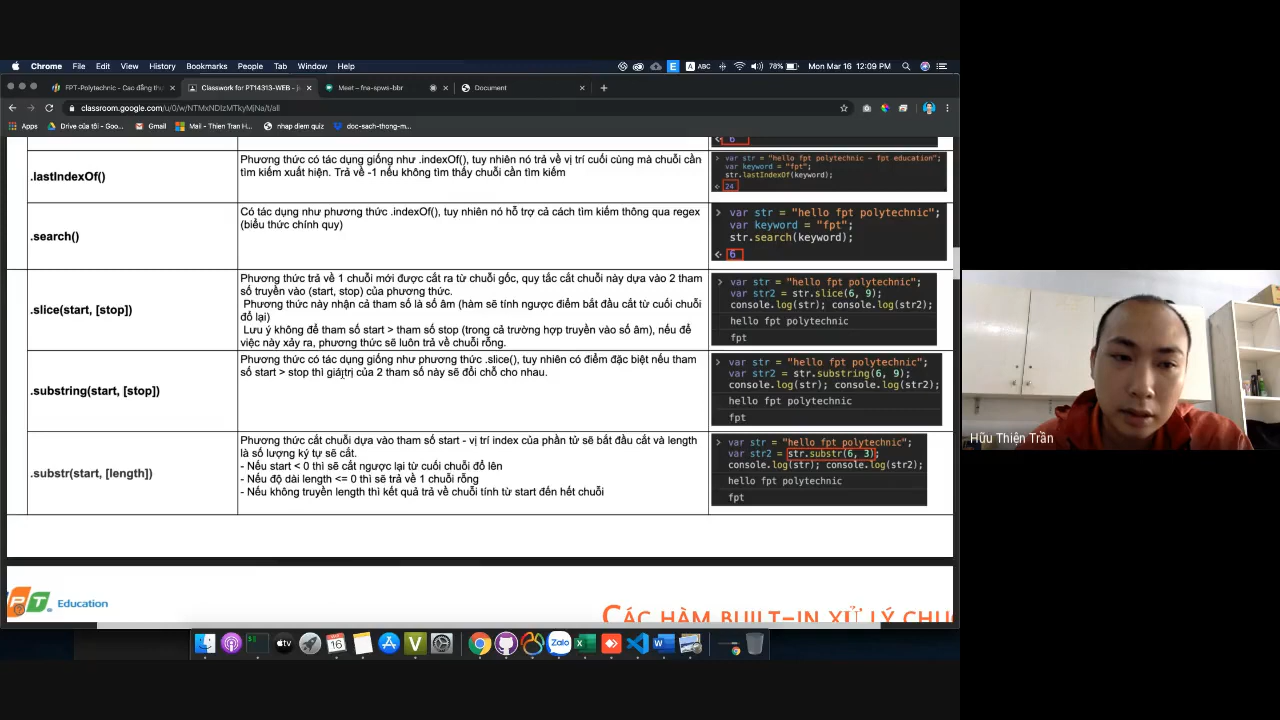 Chrome File Edit View History Bookmarks People Tab Window Help
ABC 78% Mon Mar 16 12:09 PM
FPT-Polytechnic - Cao đẳng th
Classwork for PT14313-WEB -
Meet – fna-spws-bbr
Document
classroom.google.com/u/0/w/NTMxNDIzMTkyMjNa/t/all
Apps
Drive của tôi - Goo...
Gmail
Mail - Thien Tran H...
nhap diem quiz
doc-sach-thong-m...
6
.lastIndexOf()
Phương thức có tác dụng giống như .indexOf(), tuy nhiên nó trả về vị trí cuối cùng mà chuỗi cần
tìm kiếm xuất hiện. Trả về -1 nếu không tìm thấy chuỗi cần tìm kiếm
var str = "hello fpt polytechnic - fpt education";
var keyword = "fpt";
str.lastIndexOf(keyword);
24
.search()
Có tác dụng như phương thức .indexOf(), tuy nhiên nó hỗ trợ cả cách tìm kiếm thông qua regex
(biểu thức chính quy)
var str = "hello fpt polytechnic";
var keyword = "fpt";
str.search(keyword);
6
.slice(start, [stop])
Phương thức trả về 1 chuỗi mới được cắt ra từ chuỗi gốc, quy tắc cắt chuỗi này dựa vào 2 tham
số truyền vào (start, stop) của phương thức.
Phương thức này nhận cả tham số là số âm (hàm sẽ tính ngược điểm bắt đầu cắt từ cuối chuỗi
đổ lại)
Lưu ý không để tham số start > tham số stop (trong cả trường hợp truyền vào số âm), nếu để
việc này xảy ra, phương thức sẽ luôn trả về chuỗi rỗng.
var str = "hello fpt polytechnic";
var str2 = str.slice(6, 9);
console.log(str); console.log(str2);
hello fpt polytechnic
fpt
.substring(start, [stop])
Phương thức có tác dụng giống như phương thức .slice(), tuy nhiên có điểm đặc biệt nếu tham
số start > stop thì giá trị của 2 tham số này sẽ đổi chỗ cho nhau.
var str = "hello fpt polytechnic";
var str2 = str.substring(6, 9);
console.log(str); console.log(str2);
hello fpt polytechnic
fpt
.substr(start, [length])
Phương thức cắt chuỗi dựa vào tham số start - vị trí index của phần tử sẽ bắt đầu cắt và length
là số lượng ký tự sẽ cắt.
- Nếu start < 0 thì sẽ cắt ngược lại từ cuối chuỗi đổ lên
- Nếu độ dài length <= 0 thì sẽ trả về 1 chuỗi rỗng
- Nếu không truyền length thì kết quả trả về chuỗi tính từ start đến hết chuỗi
var str = "hello fpt polytechnic";
var str2 = str.substr(6, 3);
console.log(str); console.log(str2);
hello fpt polytechnic
fpt
PT Education
CÁC HÀM BUILT-IN XỬ LÝ CHU
16
Zalo
Hữu Thiện Trần